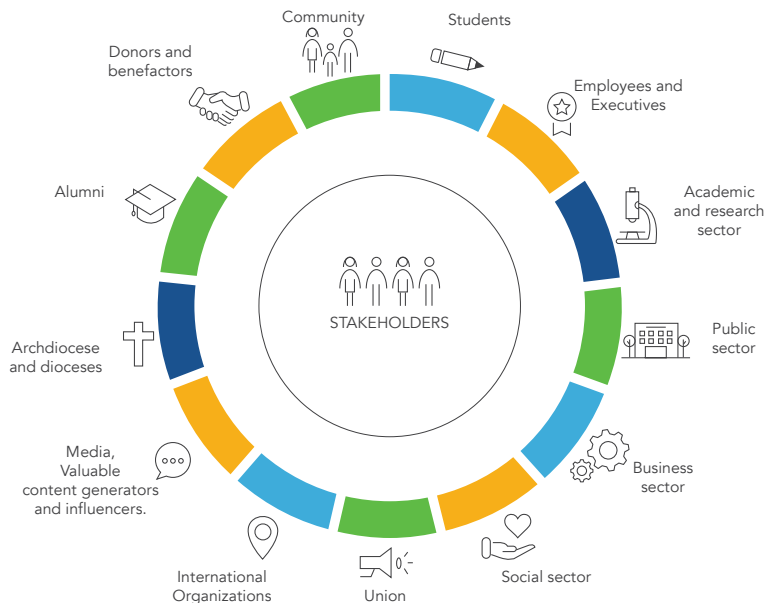 Community
Students
Donors and
benefactors
Employees and
Executives
Alumni
Academic
and research
sector
STAKEHOLDERS
Public
sector
Archdiocese
and dioceses
Media,
Valuable
content generators
and influencers.
Business
sector
International
Organizations
Union
Social sector